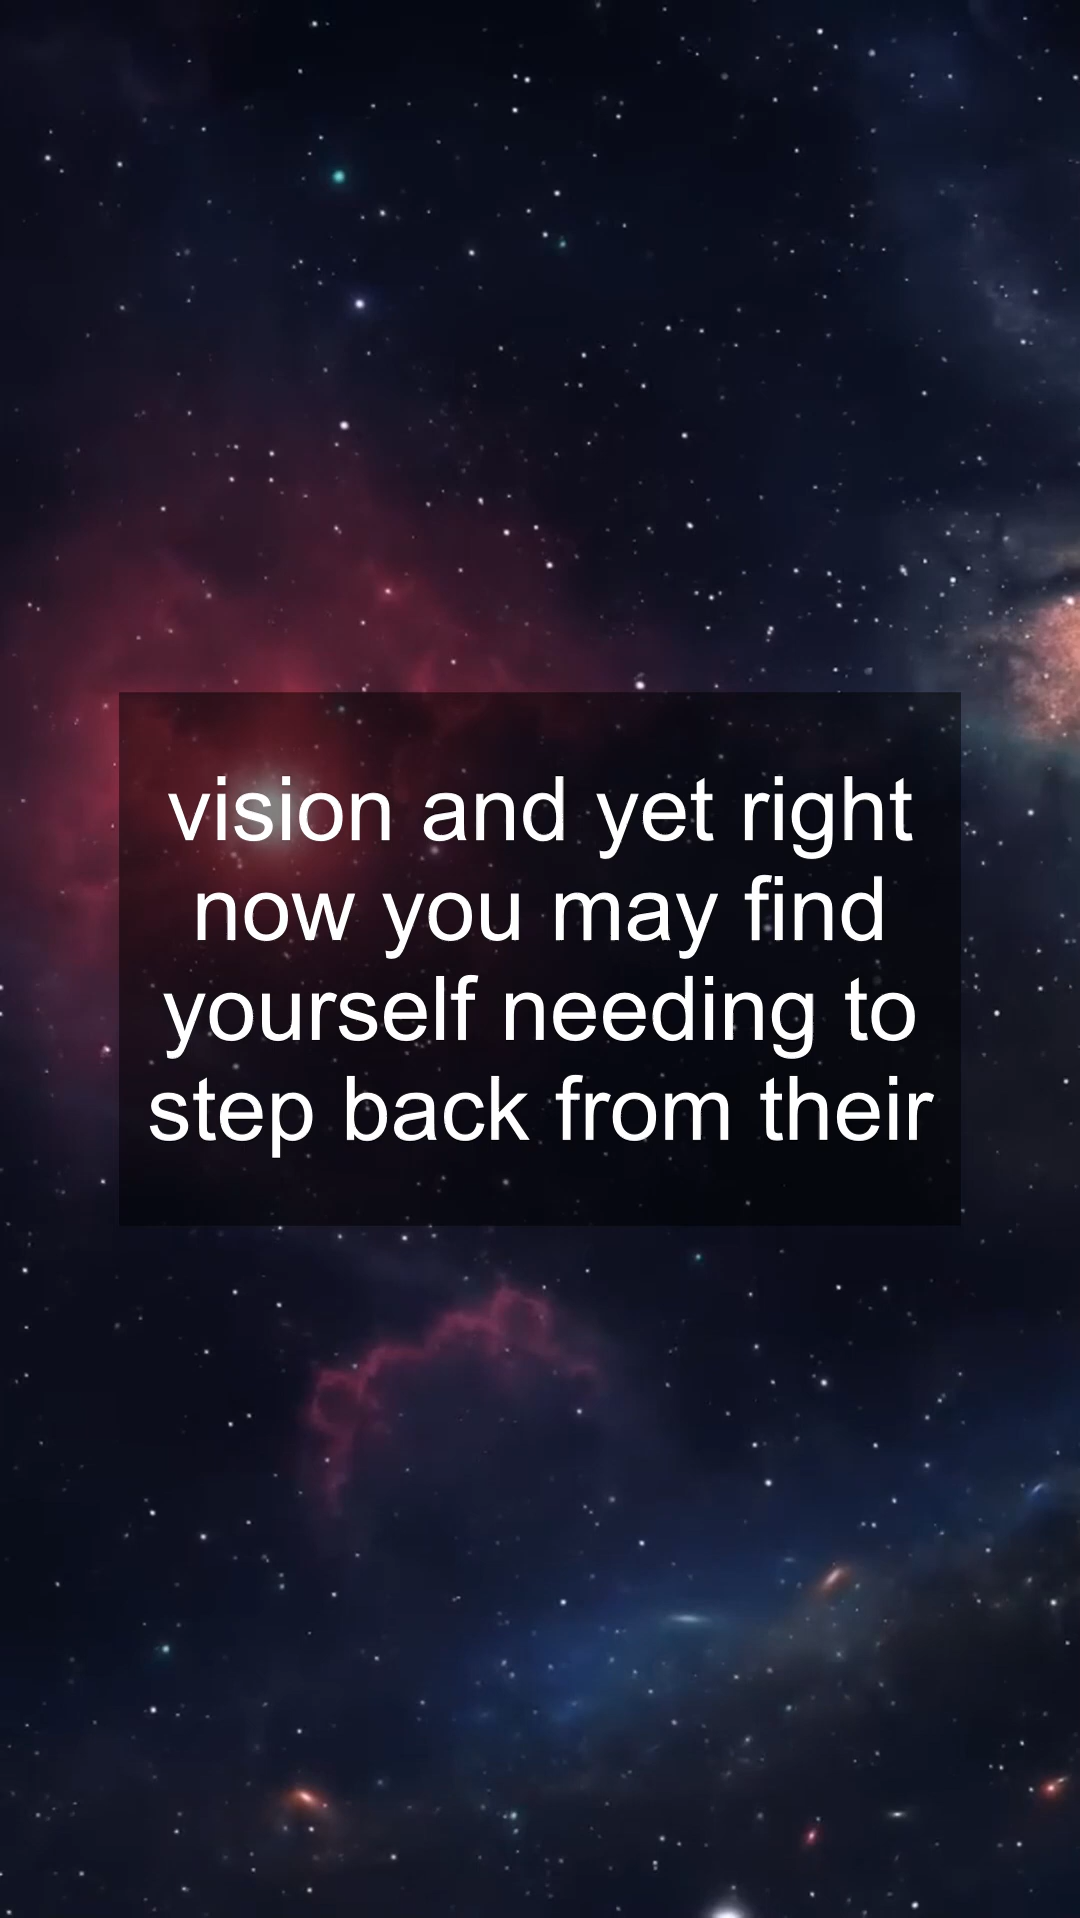 vision and yet right
now you may find
yourself needing to
step back from their